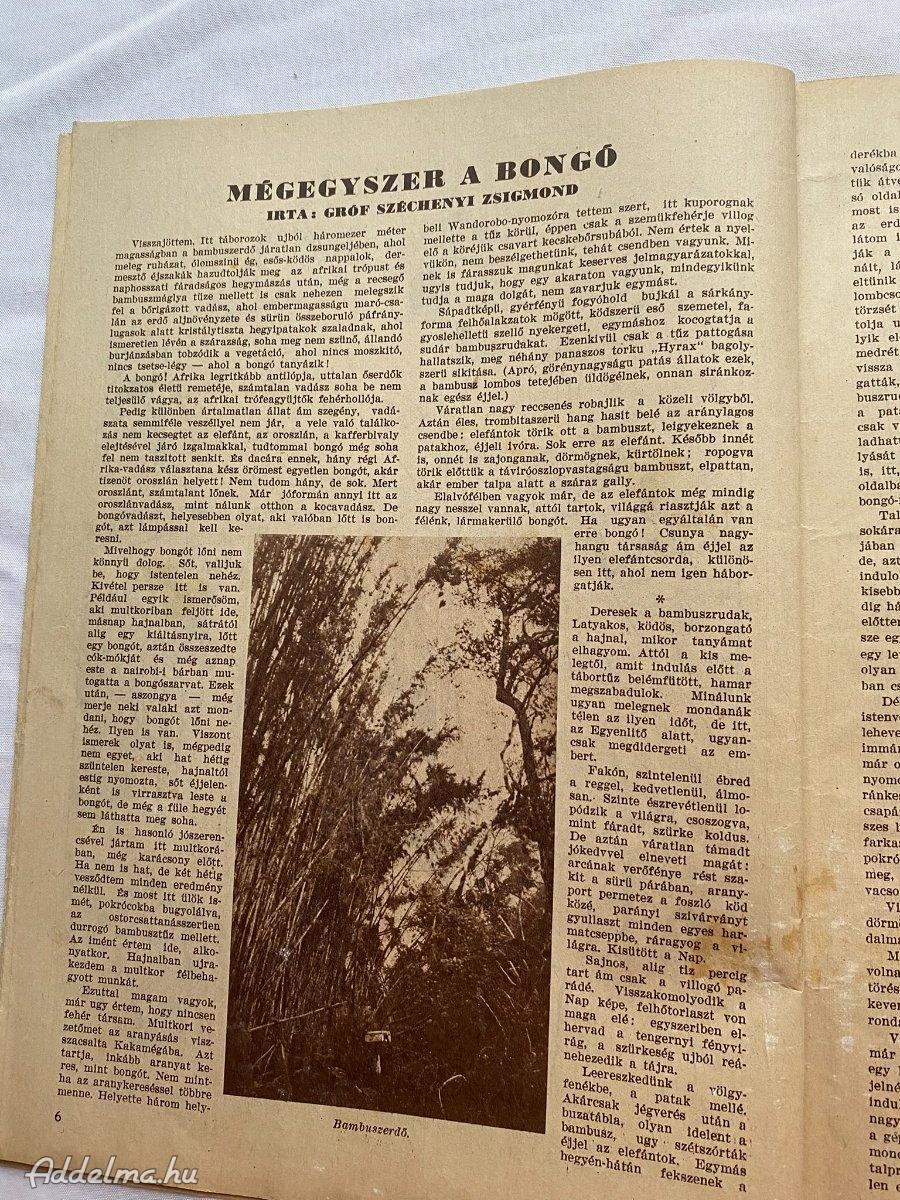 MÉGEGYSZER A BONGÓ
IRTA: GRÓF SZÉCHENYI ZSIGMOND
Visszajöttem. Itt táborozok ujból háromezer méter
magasságban a bambuszerdő járatlan dzsungeljében, ahol
meleg ruházat, ólomszinű ég, esős-ködös nappalok, der-
mesztő éjszakák hazudtolják meg az afrikai trópust és
naphosszati fáradságos hegymászás után, még a recsegő
bambuszmáglya tüze mellett is csak nehezen melegszik
fel a bőrigázott vadász, ahol embermagasságu maró-csa-
lán az erdő aljnövényzete és sürün összeboruló páfrány-
lugasok alatt kristálytiszta hegyipatakok szaladnak, ahol
ismeretlen lévén a szárazság, soha meg nem szünő, állandó
burjánzásban tobzódik a vegetáció, ahol nincs moszkitó,
nincs tsetse-légy — ahol a bongó tanyázik!
A bongó! Afrika legritkább antilópja, uttalan őserdők
titokzatos életü remetéje, számtalan vadász soha be nem
teljesülő vágya, az afrikai trófeagyüjtők fehérhollója.
Pedig különben ártalmatlan állat ám szegény, vadá-
szata semmiféle veszéllyel nem jár, a vele való találko-
zás nem kecsegtet az elefánt, az oroszlán, a kafferbivaly
elejtésével járó izgalmakkal, tudtommal bongó még soha
fel nem taszitott senkit. És dacára ennek, hány régi Af-
rika-vadász választana kész örömest egyetlen bongót, akár
tizenöt oroszlán helyett! Nem tudom hány, de sok. Mert
oroszlánt, számtalant lőnek. Már jóformán annyi itt az
oroszlánvadász, mint nálunk otthon a kocavadász. De
bongóvadászt, helyesebben olyat, aki valóban lőtt is bon-
gót, azt lámpással kell ke-
resni.
Mivelhogy bongót lőni nem
könnyü dolog. Sőt, valljuk
be, hogy istentelen nehéz.
Kivétel persze itt is van.
Például egyik ismerősöm,
aki multkoriban feljött ide,
másnap hajnalban, sátrától
alig egy kiáltásnyira, lőtt
egy bongót, aztán összeszedte
cók-mókját és még aznap
este a nairobi-i bárban mu-
togatta a bongószarvat. Ezek
után, — aszongya — még
merje neki valaki azt mon-
dani, hogy bongót lőni ne-
héz. Ilyen is van. Viszont
ismerek olyat is, mégpedig
nem egyet, aki hat hétig
szüntelen kereste, hajnaltól
estig nyomozta, sőt éjjelen-
ként is virrasztva leste a
bongót, de még a füle hegyét
sem láthatta meg soha.
Én is hasonló jószeren-
csével jártam itt multkorá-
ban, még karácsony előtt.
Ha nem is hat, de két hétig
vesződtem minden eredmény
nélkül. És most itt ülök is-
mét, pokrócokba bugyolálva,
az ostorcsattanásszerüen
durrogó bambusztűz mellett.
Az imént értem ide, alko-
nyatkor. Hajnalban ujra-
kezdem a multkor félbeha-
gyott munkát.
Ezuttal magam vagyok,
már ugy értem, hogy nincsen
fehér társam. Multkori ve-
zetőmet az aranyásás visz-
szacsalta Kakamégába. Azt
tartja, inkább aranyat ke-
res, mint bongót. Nem mint-
ha az aranykereséssel többre
menne. Helyette három hely-
6
beli Wandorobo-nyomozóra tettem szert, itt kuporognak
mellette a tűz körül, éppen csak a szemükfehérje villog
elő a köréjük csavart kecskebőrsubából. Nem értek a nyel-
vükön, nem beszélgethetünk, tehát csendben vagyunk. Mi-
nek is fárasszuk magunkat keserves jelmagyarázatokkal,
ugyis tudjuk, hogy egy akaraton vagyunk, mindegyikünk
tudja a maga dolgát, nem zavarjuk egymást.
Sápadtképü, gyérfényü fogyóhold bujkál a sárkány-
forma felhőalakzatok mögött, ködszerü eső szemetel, fa-
gyoslehelletü szellő nyekergeti, egymáshoz kocogtatja a
sudár bambuszrudakat. Ezenkivül csak a tűz pattogása
hallatszik, meg néhány panaszos torku „Hyrax" bagoly-
szerü sikitása. (Apró, görénynagyságu patás állatok ezek,
a bambusz lombos tetejében üldögélnek, onnan siránkoz-
nak egész éjjel.)
Váratlan nagy reccsenés robajlik a közeli völgyből.
Aztán éles, trombitaszerü hang hasit belé az aránylagos
csendbe: elefántok törik ott a bambuszt, leigyekeznek a
patakhoz, éjjeli ivóra. Sok erre az elefánt. Később innét
is, onnét is zajonganak, dörmögnek, kürtölnek; ropogva
törik előttük a távíróoszlopvastagságu bambuszt, elpattan,
akár ember talpa alatt a száraz gally.
Elalvófélben vagyok már, de az elefántok még mindig
nagy nesszel vannak, attól tartok, világgá riasztják azt a
félénk, lármakerülő bongót. Ha ugyan egyáltalán van
erre bongó! Csunya nagy-
hangu társaság ám éjjel az
ilyen elefántcsorda, különö-
sen itt, ahol nem igen hábor-
gatják.
*
Deresek a bambuszrudak.
Latyakos, ködös, borzongató
a hajnal, mikor tanyámat
elhagyom. Attól a kis me-
legtől, amit indulás előtt a
tábortűz belémfütött, hamar
megszabadulok. Minálunk
ugyan melegnek mondanák
télen az ilyen időt, de itt,
az Egyenlitő alatt, ugyan-
csak megdidergeti az em-
bert.
Fakón, szintelenül ébred
a reggel, kedvetlenül, álmo-
san. Szinte észrevétlenül lo-
pódzik a világra, csoszogva,
mint fáradt, szürke koldus.
De aztán váratlan támadt
jókedvvel elneveti magát:
arcának verőfénye rést sza-
kit a sürü párában, arany-
port permetez a foszló köd
közé, parányi szivárványt
gyullaszt minden egyes har-
matcseppbe, ráragyog a vi-
lágra. Kisütött a Nap.
Sajnos, alig tiz percig
tart ám csak a villogó pa-
rádé. Visszakomolyodik a
Nap képe, felhőtorlaszt von
maga elé: egyszeriben el-
hervad a tengernyi fényvi-
rág, a szürkeség ujból reá-
nehezedik a tájra.
Leereszkedünk a völgy-
fenékbe, a patak mellé.
Akárcsak jégverés után a
buzatábla, olyan idelent a
bambusz, ugy szétszórták
éjjel az elefántok. Egymás
hegyén-hátán fekszenek a
Bambuszerdő.
Addelma.hu